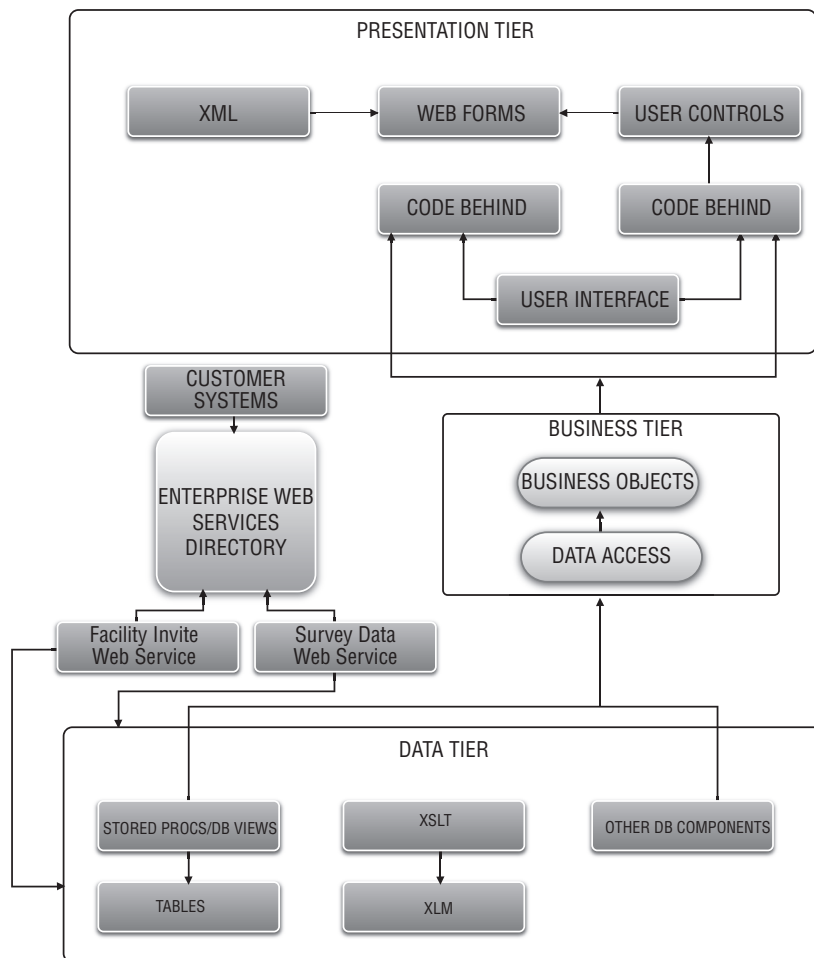 PRESENTATION TIER
XML
WEB FORMS
USER CONTROLS
CODE BEHIND
CODE BEHIND
USER INTERFACE
CUSTOMER
SYSTEMS
ENTERPRISE WEB
SERVICES
DIRECTORY
BUSINESS TIER
BUSINESS OBJECTS
DATA ACCESS
Facility Invite
Web Service
Survey Data
Web Service
DATA TIER
STORED PROCS/DB VIEWS
XSLT
OTHER DB COMPONENTS
TABLES
XLM